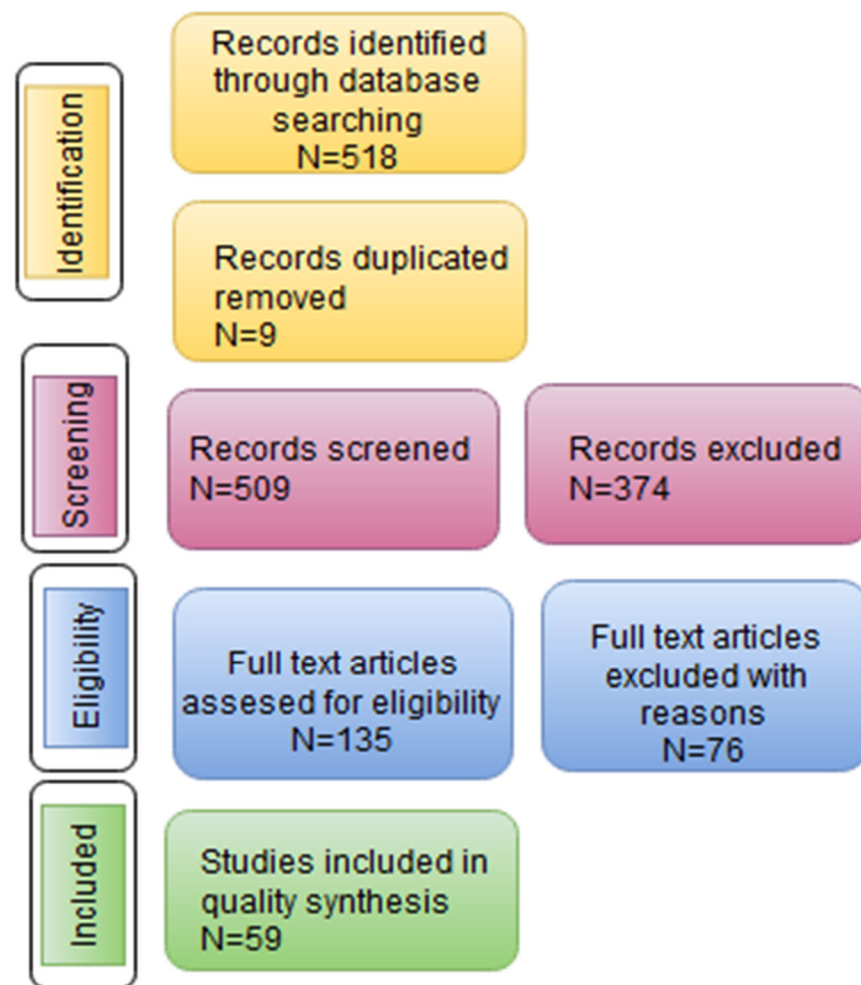 Identification
Records identified
through database
searching
N=518
Records duplicated
removed
N=9
Screening
Records screened
N=509
Records excluded
N=374
Eligibility
Full text articles
assesed for eligibility
N=135
Full text articles
excluded with
reasons
N=76
Included
Studies included in
quality synthesis
N=59